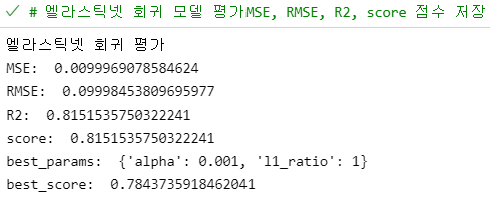 # 엘라스틱넷 회귀 모델 평가MSE, RMSE, R2, score 점수 저장
엘라스틱넷 회귀 평가
MSE:  0.0099969078584624
RMSE:  0.09998453809695977
R2:  0.8151535750322241
score:  0.8151535750322241
best_params:  {'alpha': 0.001, 'l1_ratio': 1}
best_score:  0.7843735918462041